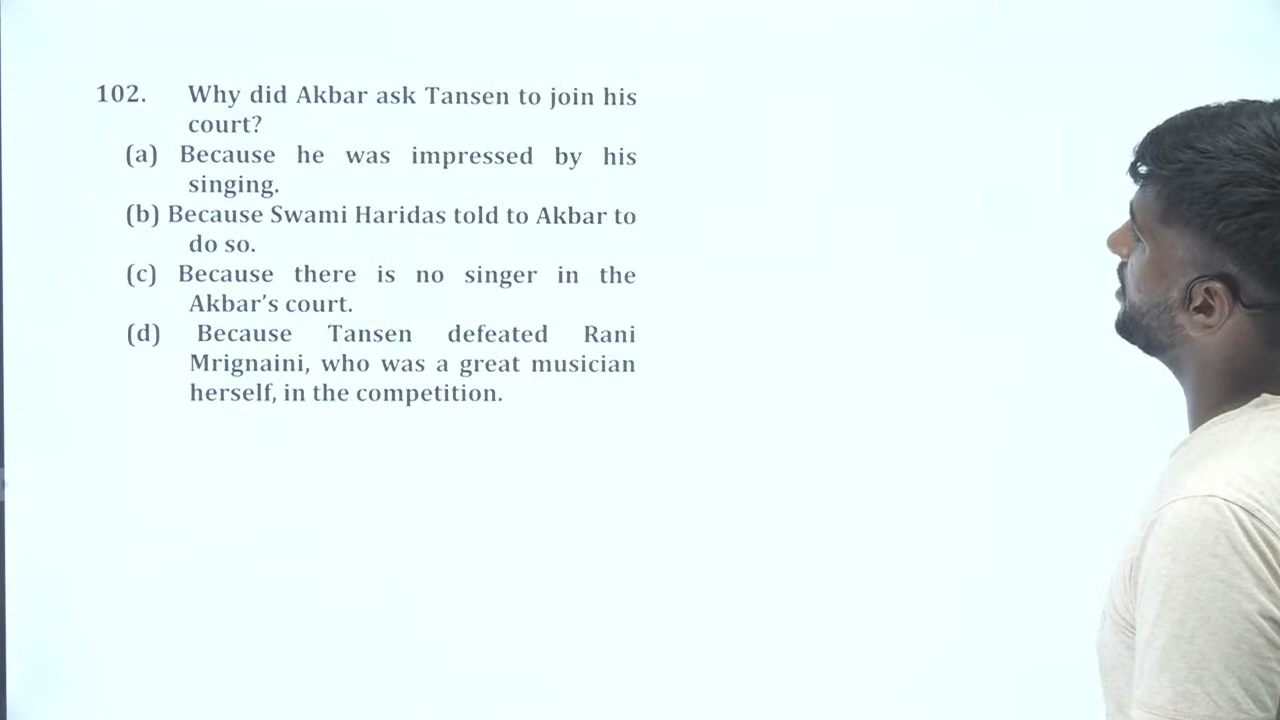 102. Why did Akbar ask Tansen to join his
court?
(a) Because he was impressed by his
singing.
(b) Because Swami Haridas told to Akbar to
do so.
(c) Because there is no singer in the
Akbar’s court.
(d) Because Tansen defeated Rani
Mrignaini, who was a great musician
herself, in the competition.